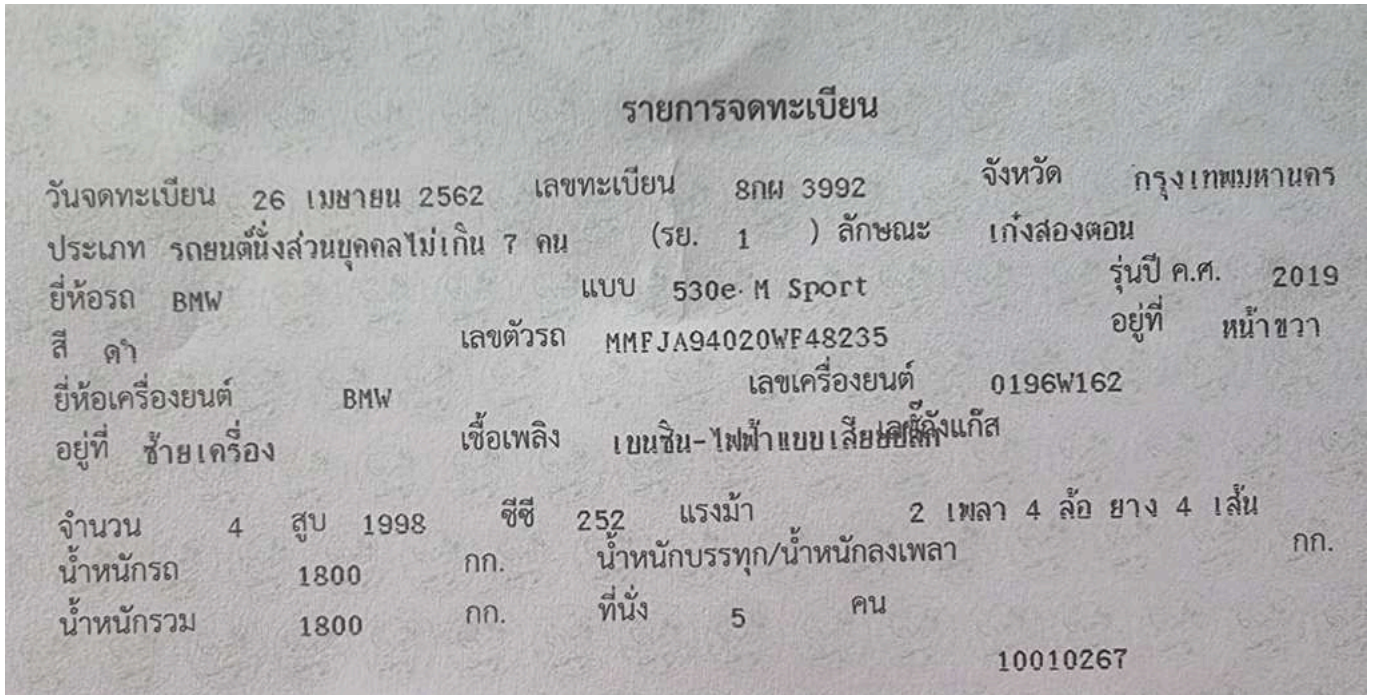 รายการจดทะเบียน
วันจดทะเบียน 26 เมษายน 2562 เลขทะเบียน 8กผ 3992 จังหวัด กรุงเทพมหานคร
ประเภท รถยนต์นั่งส่วนบุคคลไม่เกิน 7 คน (รย. 1 ) ลักษณะ เก๋งสองตอน
ยี่ห้อรถ BMW แบบ 530e M Sport รุ่นปี ค.ศ. 2019
สี ดำ เลขตัวรถ MMFJA94020WF48235 อยู่ที่ หน้าขวา
ยี่ห้อเครื่องยนต์ BMW เลขเครื่องยนต์ 0196W162
อยู่ที่ ซ้ายเครื่อง เชื้อเพลิง เบนซิน-ไฟฟ้าแบบเสียบปลั๊ก เลขถังแก๊ส
จำนวน 4 สูบ 1998 ซีซี 252 แรงม้า 2 เพลา 4 ล้อ ยาง 4 เส้น
น้ำหนักรถ 1800 กก. น้ำหนักบรรทุก/น้ำหนักลงเพลา กก.
น้ำหนักรวม 1800 กก. ที่นั่ง 5 คน
10010267